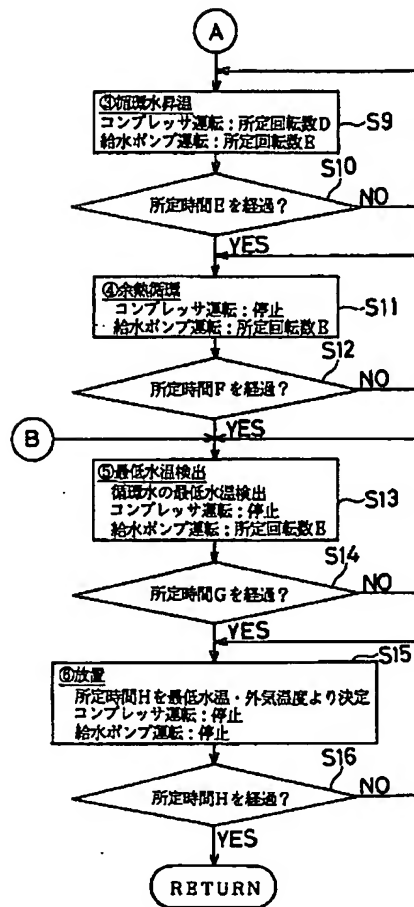 A
③循環水昇温
コンプレッサ運転：所定回転数D
給水ポンプ運転：所定回転数E
S9
S10
所定時間Eを経過？
NO
YES
④余熱循環
コンプレッサ運転：停止
給水ポンプ運転：所定回転数E
S11
S12
所定時間Fを経過？
NO
YES
B
⑤最低水温検出
循環水の最低水温検出
コンプレッサ運転：停止
給水ポンプ運転：所定回転数E
S13
S14
所定時間Gを経過？
NO
YES
S15
⑥放置
所定時間Hを最低水温・外気温度より決定
コンプレッサ運転：停止
給水ポンプ運転：停止
S16
所定時間Hを経過？
NO
YES
RETURN